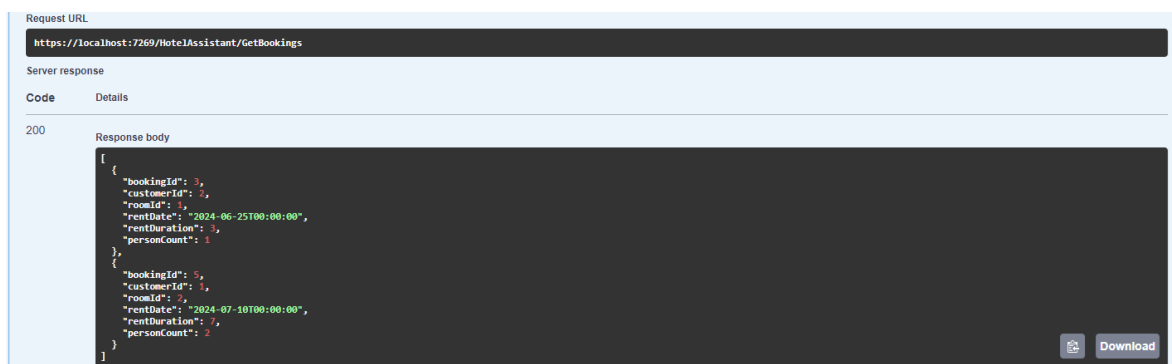 Request URL
https://localhost:7269/HotelAssistant/GetBookings
Server response
Code Details
200
Response body
[
  {
    "bookingId": 3,
    "customerId": 2,
    "roomId": 1,
    "rentDate": "2024-06-25T00:00:00",
    "rentDuration": 3,
    "personCount": 1
  },
  {
    "bookingId": 5,
    "customerId": 1,
    "roomId": 2,
    "rentDate": "2024-07-10T00:00:00",
    "rentDuration": 7,
    "personCount": 2
  }
]
Download